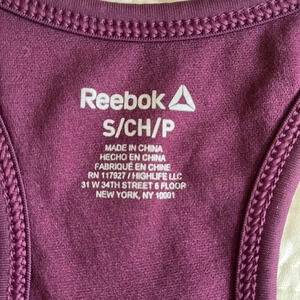 Reebok
S/CH/P
MADE IN CHINA
HECHO EN CHINA
FABRIQUÉ EN CHINE
RN 117927 / HIGHLIFE LLC
31 W 34TH STREET 6 FLOOR
NEW YORK, NY 10001